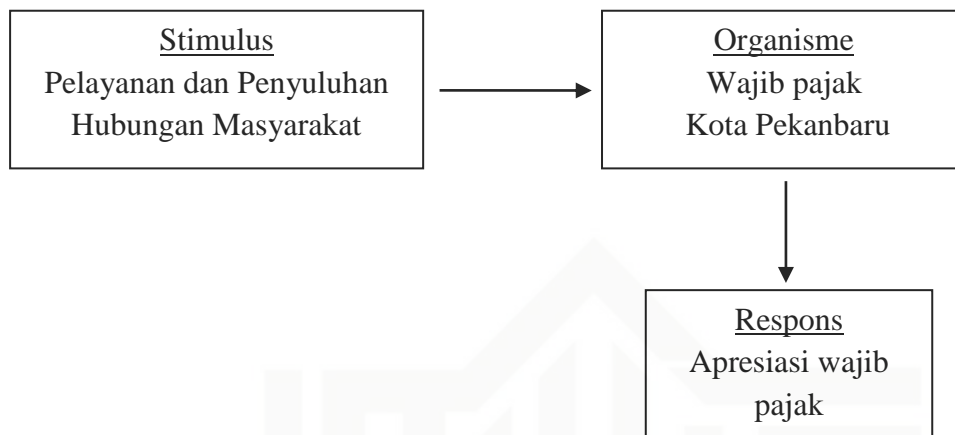 Stimulus
Pelayanan dan Penyuluhan
Hubungan Masyarakat
Organisme
Wajib pajak
Kota Pekanbaru
Respons
Apresiasi wajib
pajak